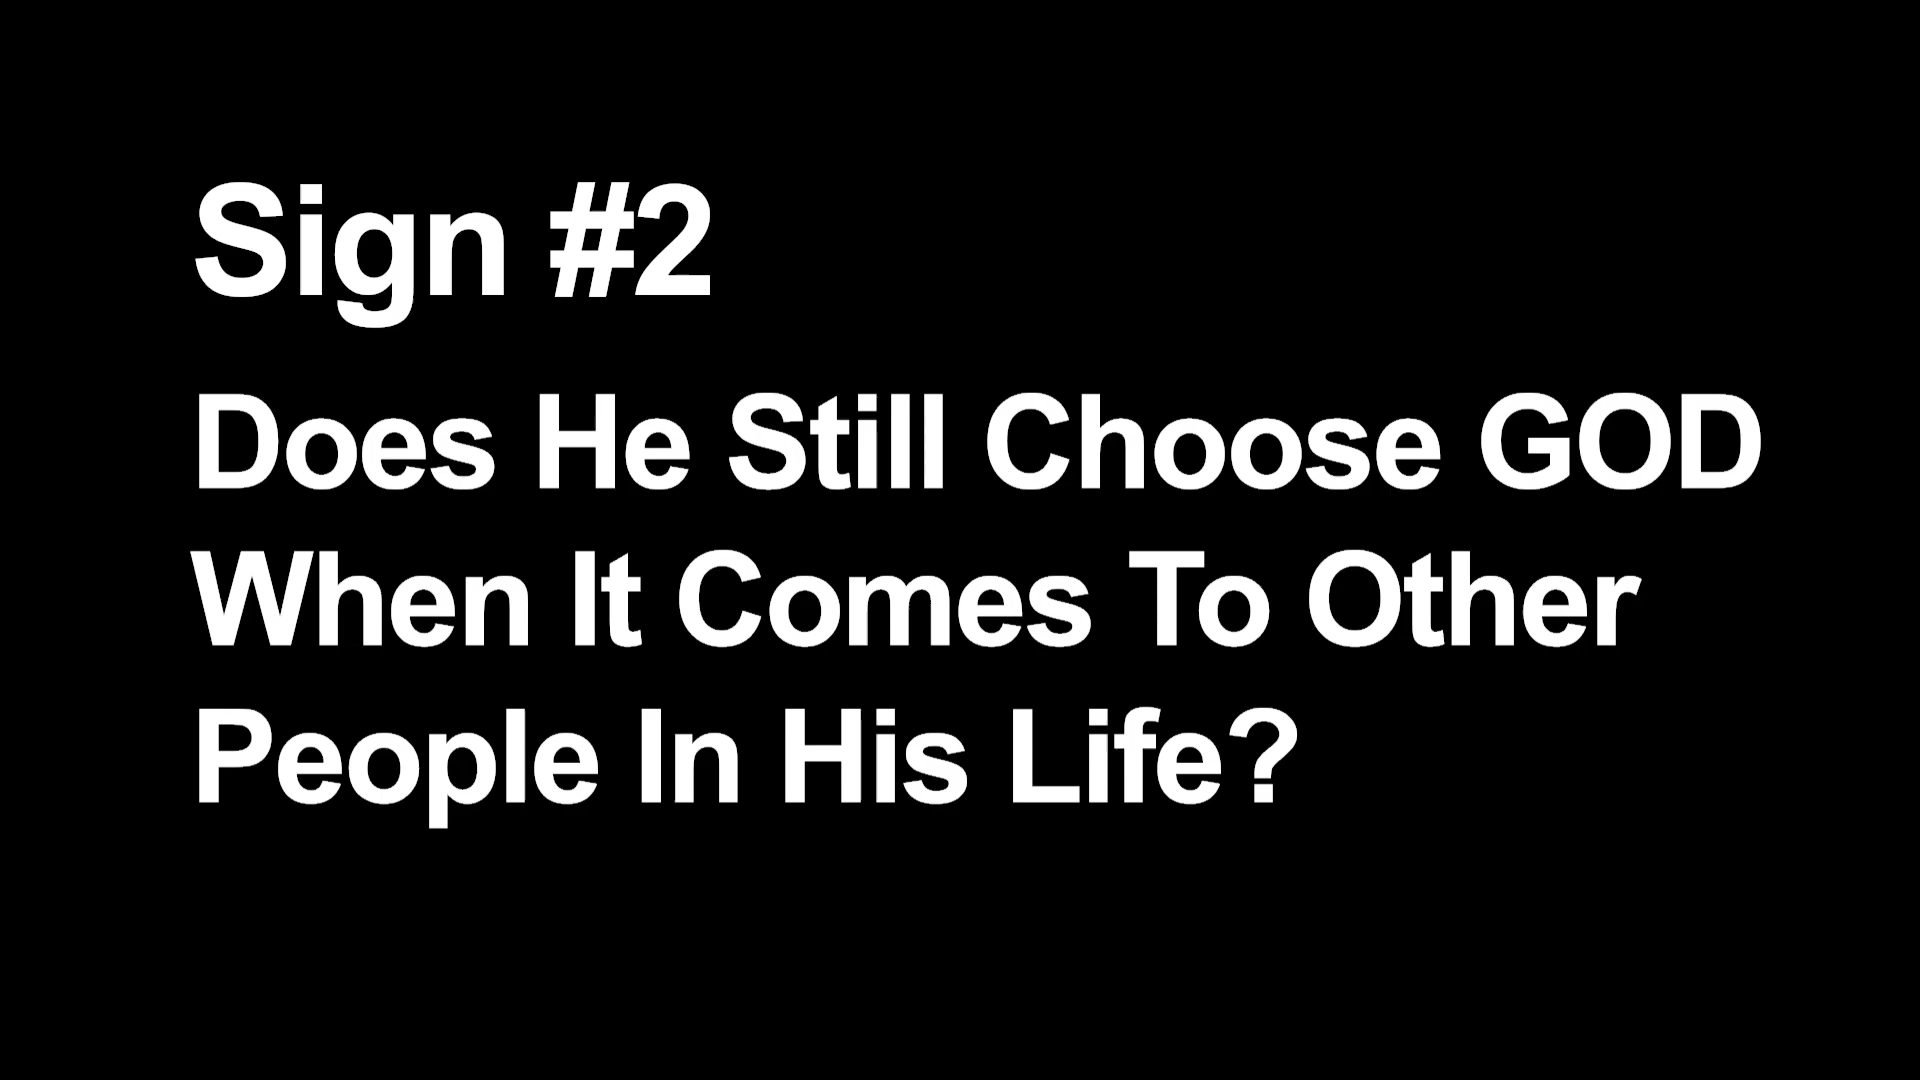 Sign #2
Does He Still Choose GOD
When It Comes To Other
People In His Life?